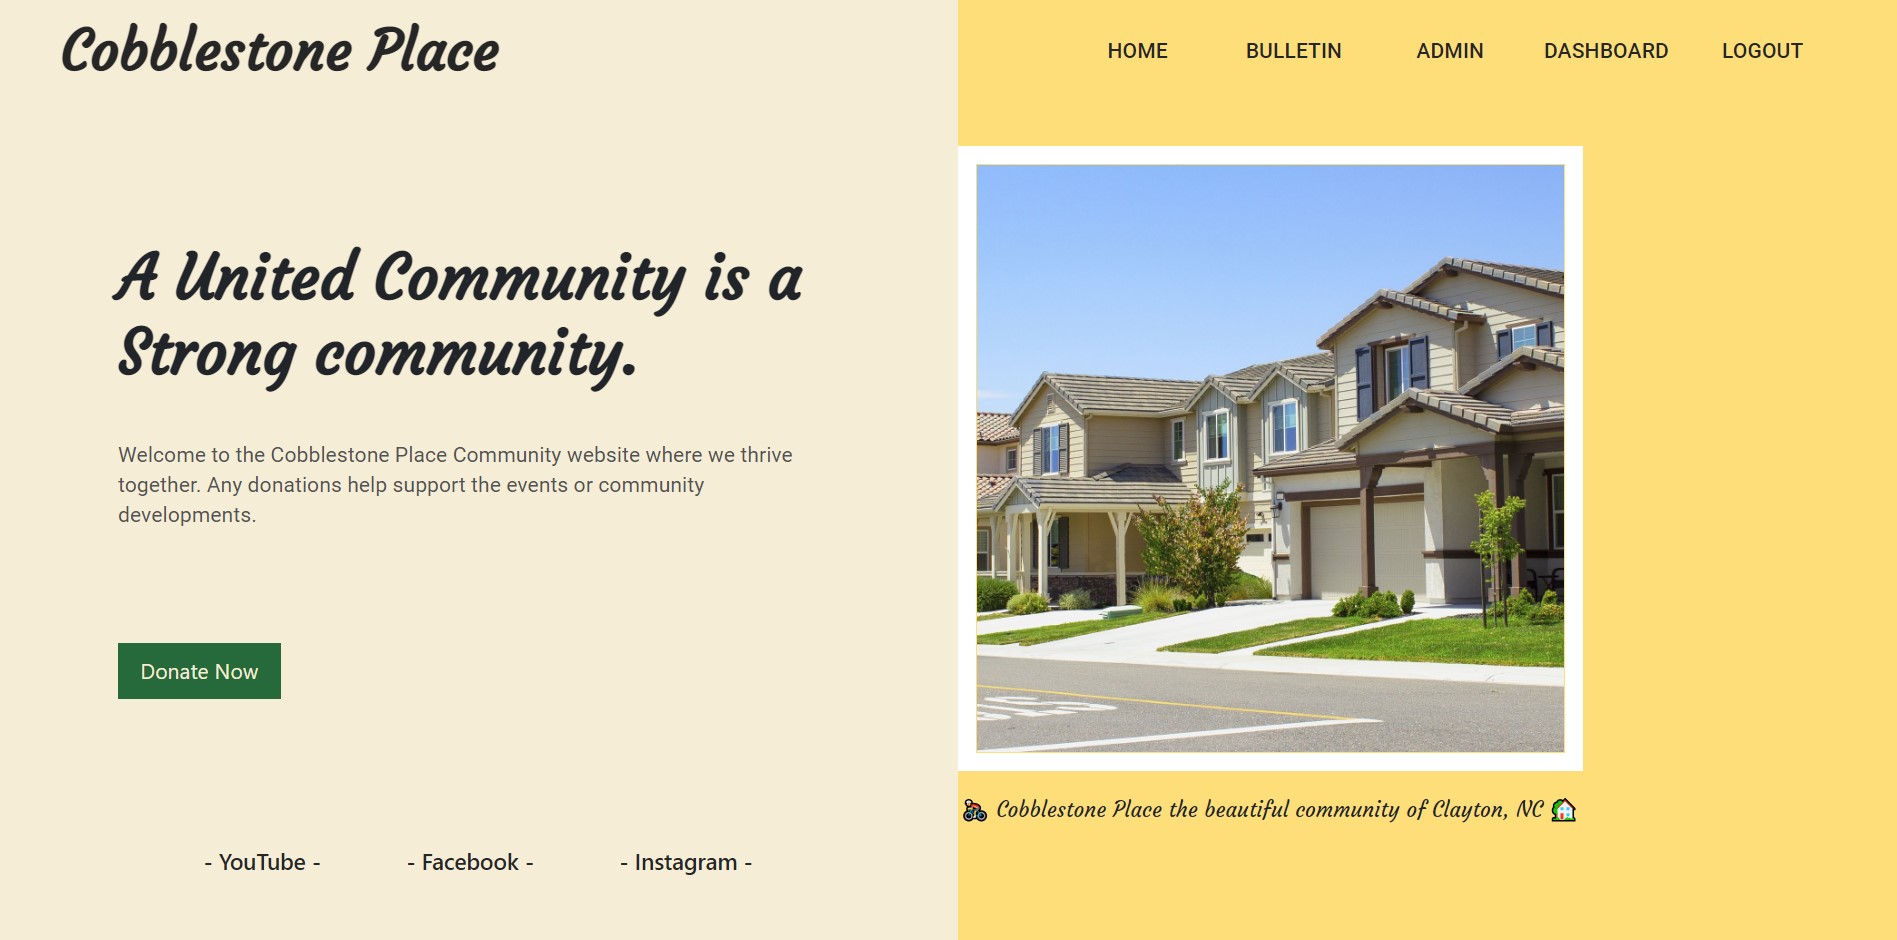 Cobblestone Place
HOME BULLETIN ADMIN DASHBOARD LOGOUT
A United Community is a
Strong community.
Welcome to the Cobblestone Place Community website where we thrive
together. Any donations help support the events or community
developments.
Donate Now
🚴 Cobblestone Place the beautiful community of Clayton, NC 🏡
- YouTube - - Facebook - - Instagram -